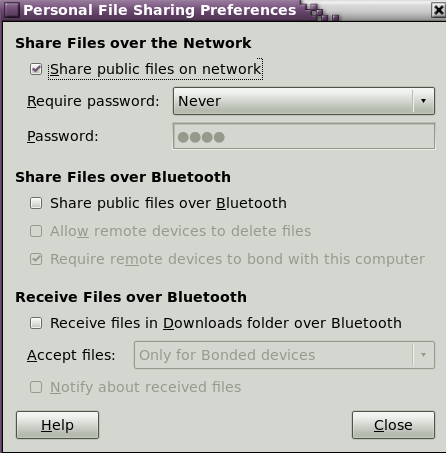 Personal File Sharing Preferences
Share Files over the Network
Share public files on network
Require password: Never
Password: ●●●●
Share Files over Bluetooth
Share public files over Bluetooth
Allow remote devices to delete files
Require remote devices to bond with this computer
Receive Files over Bluetooth
Receive files in Downloads folder over Bluetooth
Accept files: Only for Bonded devices
Notify about received files
Help Close